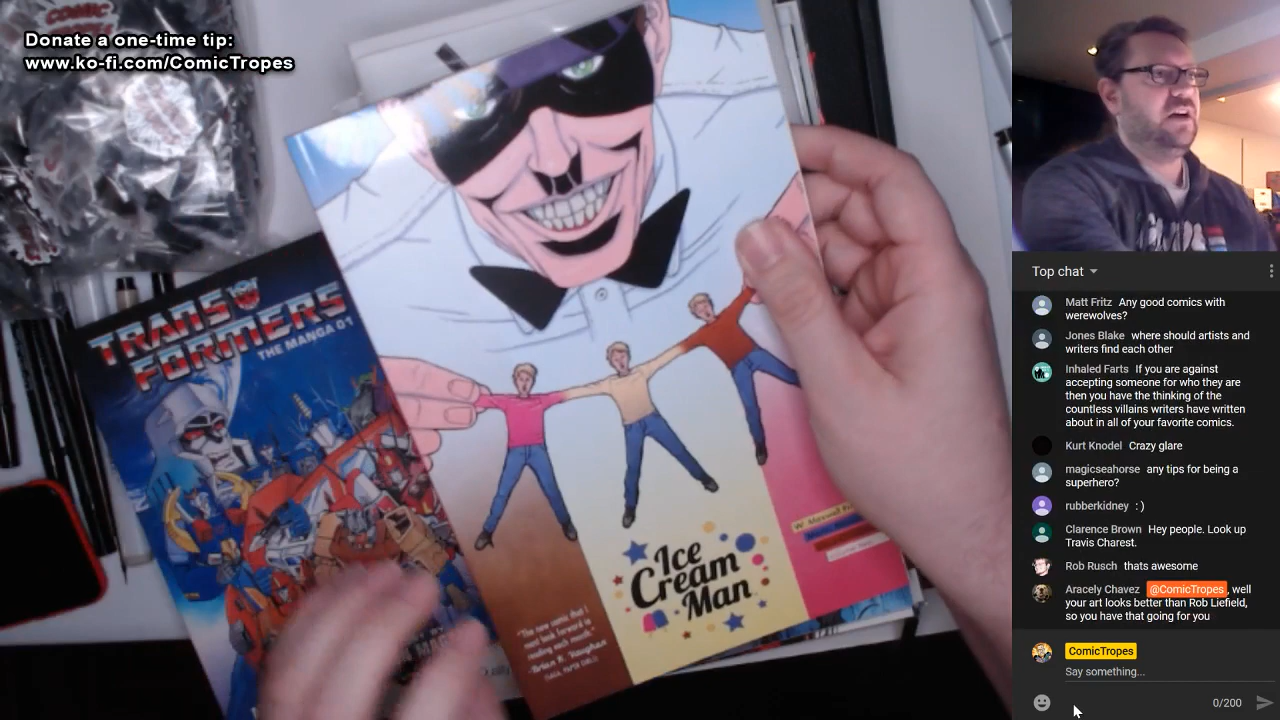 Donate a one-time tip:
www.ko-fi.com/ComicTropes
COMIC
TRANS
FORMERS
THE MANGA 01
Ice
Cream
Man
"The new comic that I
most look forward to
reading each month."
-Brian K. Vaughan
W. Maxwell
Top chat
Matt Fritz Any good comics with
werewolves?
Jones Blake where should artists and
writers find each other
Inhaled Farts If you are against
accepting someone for who they are
then you have the thinking of the
countless villains writers have written
about in all of your favorite comics.
Kurt Knodel Crazy glare
magicseahorse any tips for being a
superhero?
rubberkidney : )
Clarence Brown Hey people. Look up
Travis Charest.
Rob Rusch thats awesome
Aracely Chavez @ComicTropes, well
your art looks better than Rob Liefield,
so you have that going for you
ComicTropes
Say something...
0/200